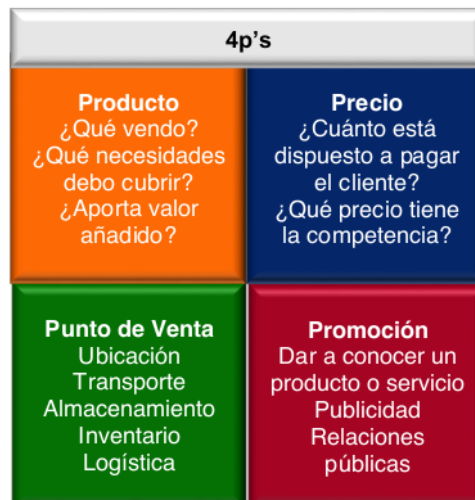 4p's
Producto
¿Qué vendo?
¿Qué necesidades
debo cubrir?
¿Aporta valor
añadido?
Precio
¿Cuánto está
dispuesto a pagar
el cliente?
¿Qué precio tiene
la competencia?
Punto de Venta
Ubicación
Transporte
Almacenamiento
Inventario
Logística
Promoción
Dar a conocer un
producto o servicio
Publicidad
Relaciones
públicas